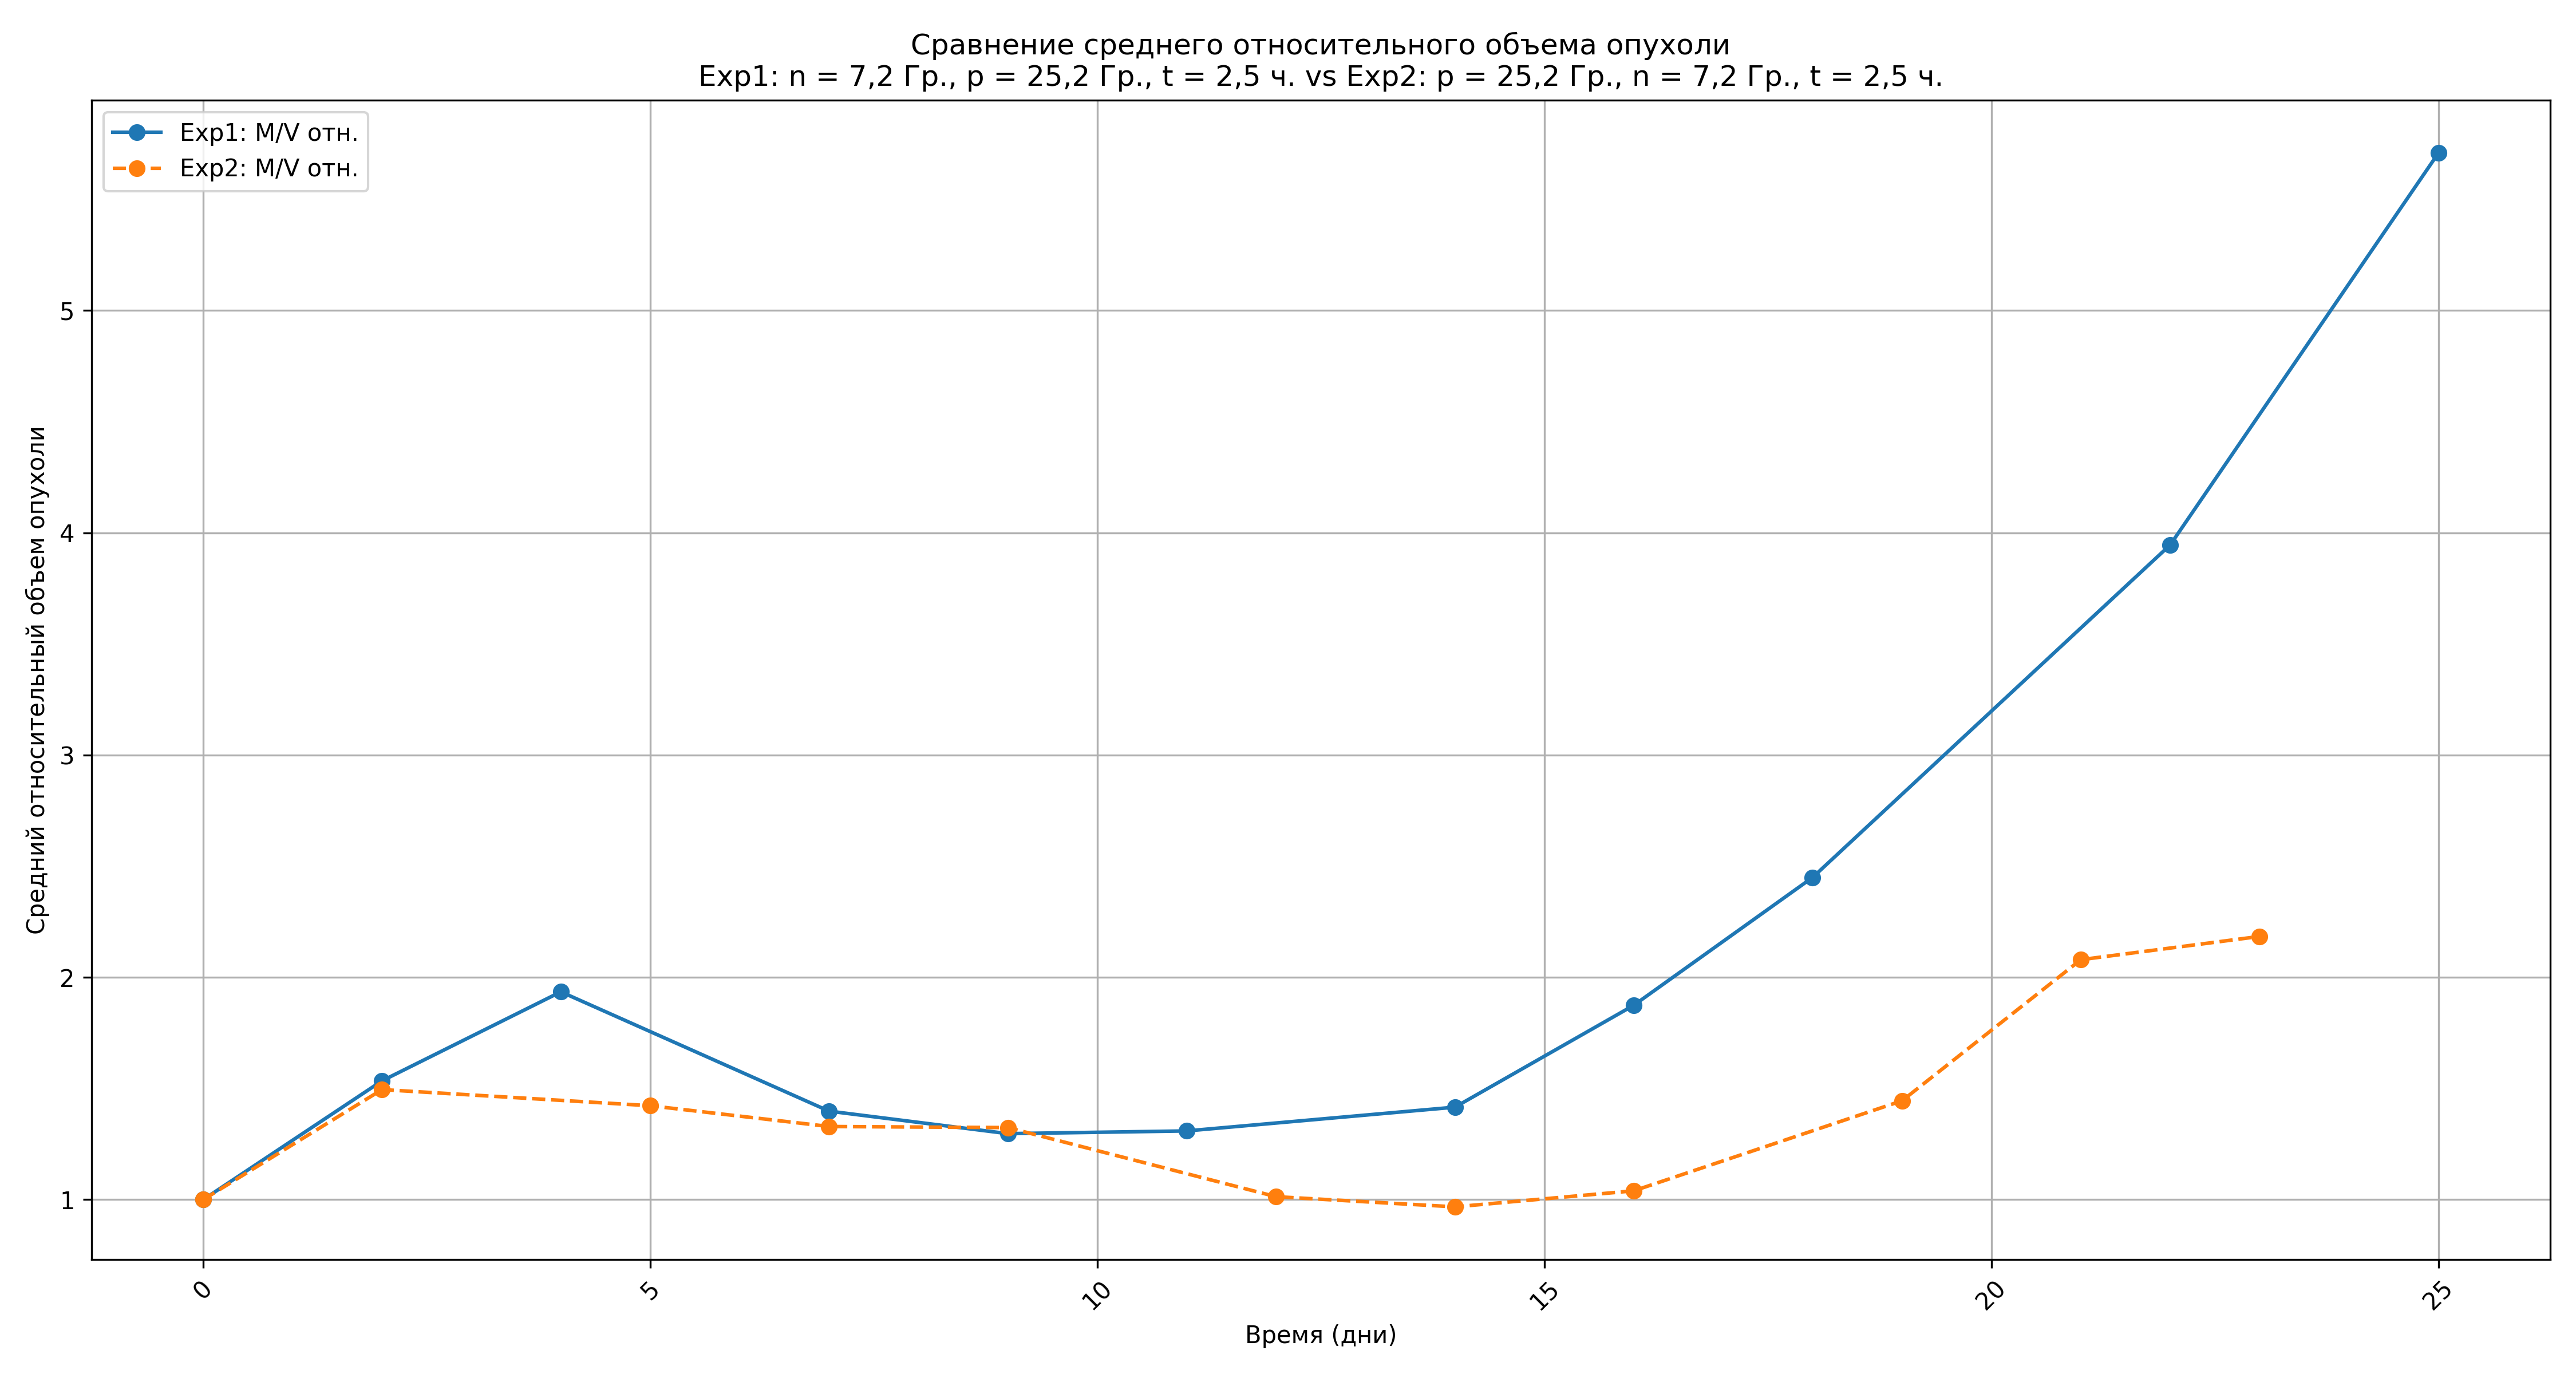 Сравнение среднего относительного объема опухоли
Exp1: n = 7,2 Гр., p = 25,2 Гр., t = 2,5 ч. vs Exp2: p = 25,2 Гр., n = 7,2 Гр., t = 2,5 ч.
Exp1: M/V отн.
Exp2: M/V отн.
Средний относительный объем опухоли
5
4
3
2
1
0
5
10
15
20
25
Время (дни)